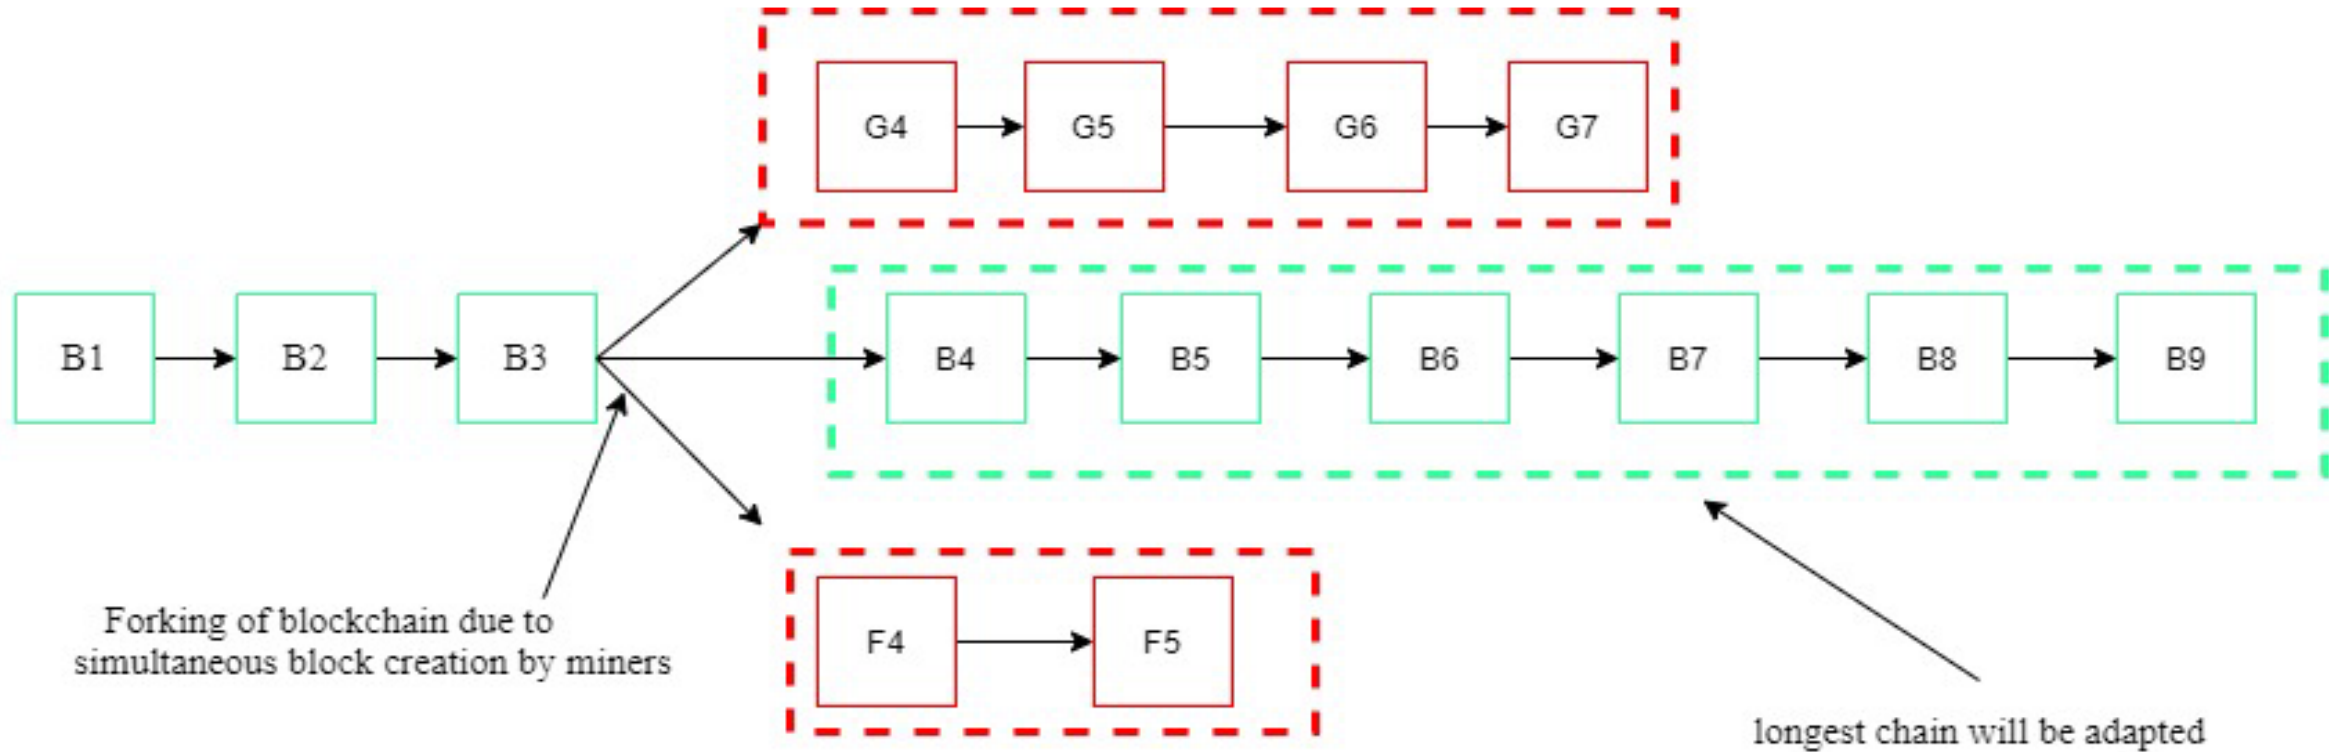 G4
G5
G6
G7
B1
B2
B3
B4
B5
B6
B7
B8
B9
F4
F5
Forking of blockchain due to
simultaneous block creation by miners
longest chain will be adapted